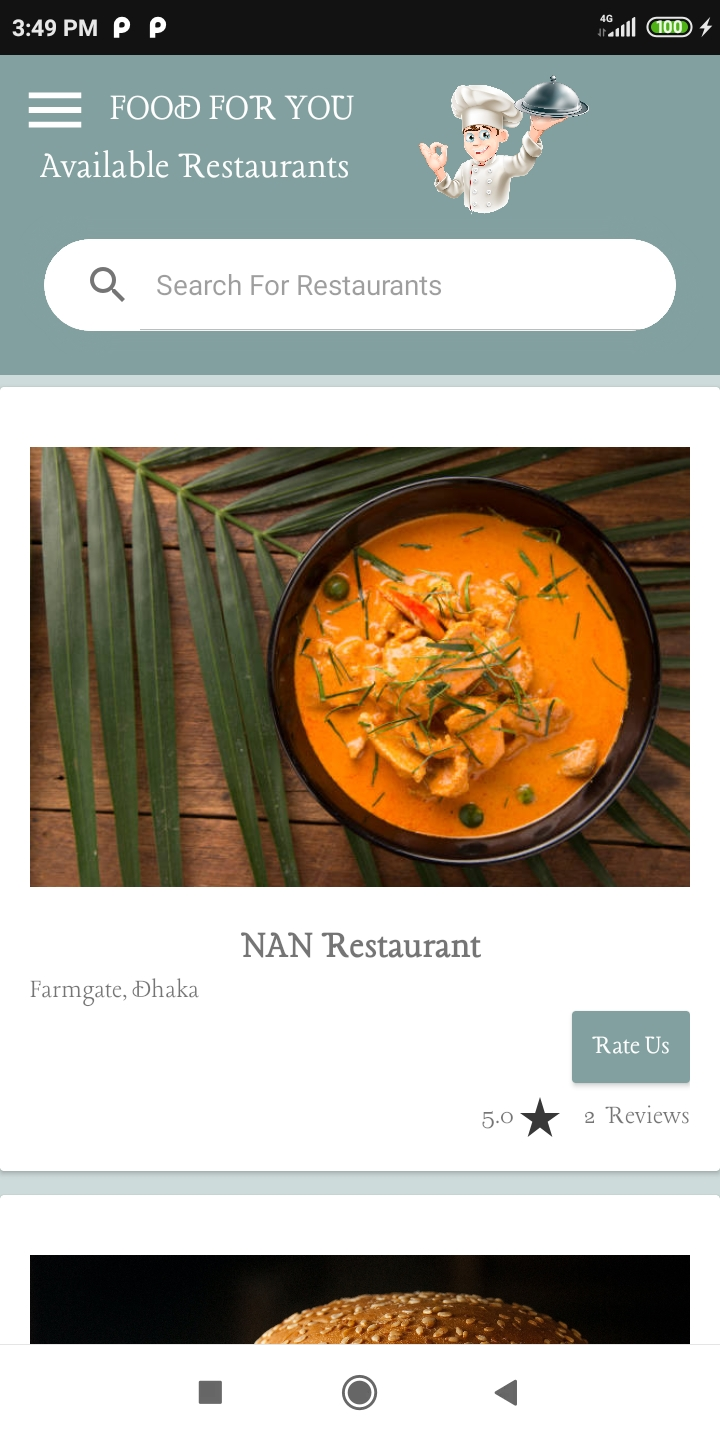 3:49 PM
4G
100
FOOD FOR YOU
Available Restaurants
Search For Restaurants
NAN Restaurant
Farmgate, Dhaka
Rate Us
5.0 ★ 2 Reviews